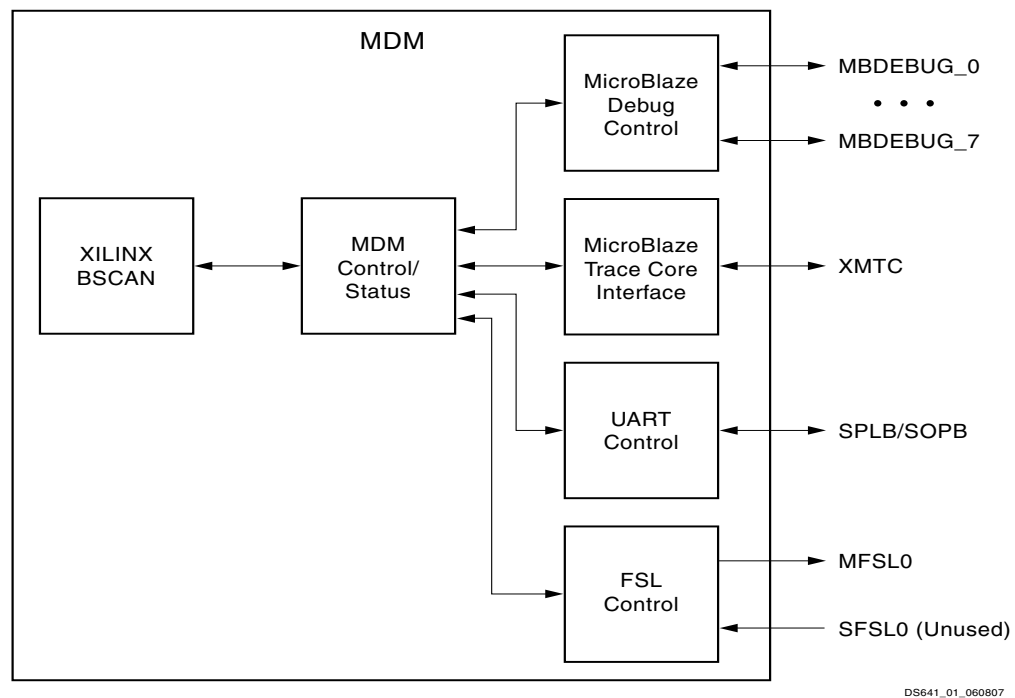 MDM
MicroBlaze
Debug
Control
MBDEBUG_0
• • •
MBDEBUG_7
XILINX
BSCAN
MDM
Control/
Status
MicroBlaze
Trace Core
Interface
XMTC
UART
Control
SPLB/SOPB
FSL
Control
MFSL0
SFSL0 (Unused)
DS641_01_060807